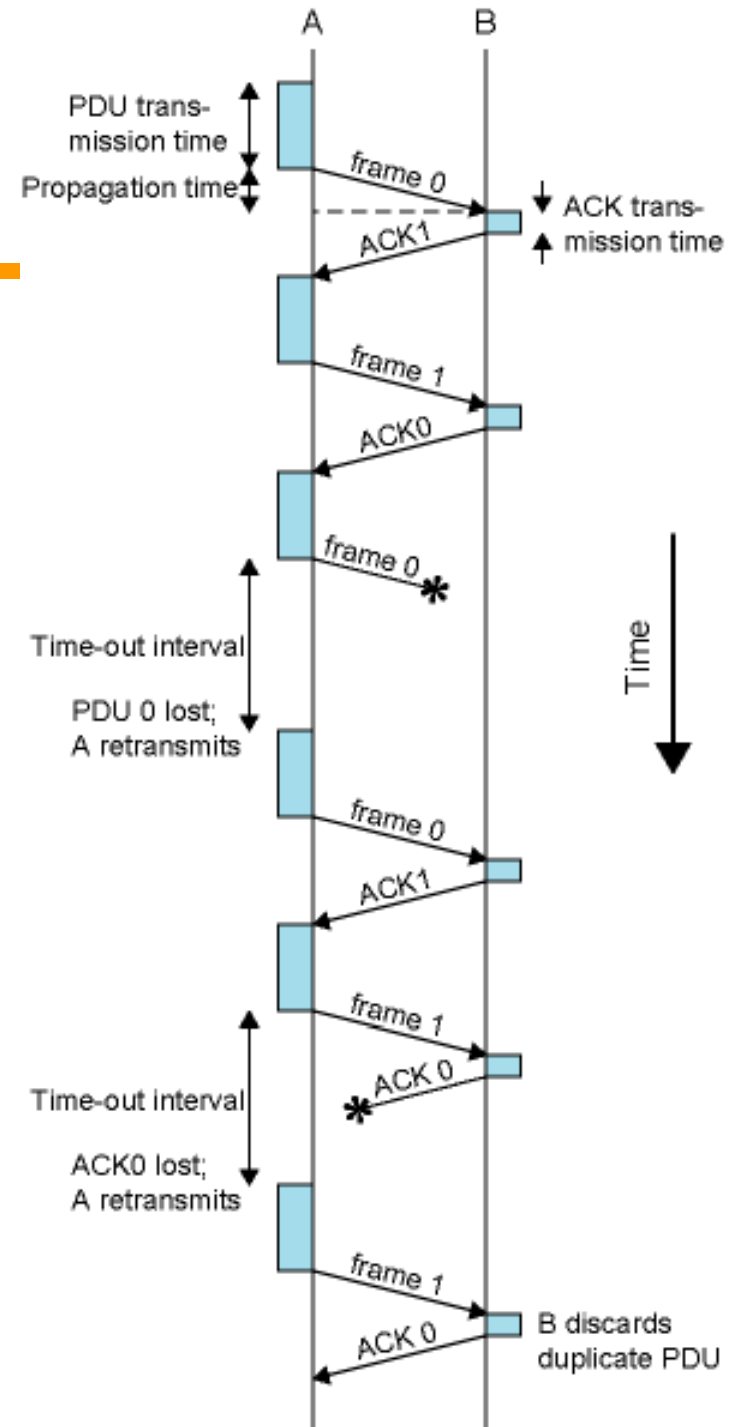 A B
PDU trans-
mission time
frame 0
Propagation time
ACK trans-
mission time
ACK1
frame 1
ACK0
frame 0
Time-out interval
Time
PDU 0 lost;
A retransmits
frame 0
ACK1
frame 1
ACK 0
Time-out interval
ACK0 lost;
A retransmits
frame 1
B discards
duplicate PDU
ACK 0